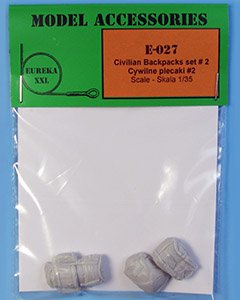 MODEL ACCESSORIES
EUREKA
XXL
E-027
Civilian Backpacks set # 2
Cywilne plecaki #2
Scale - Skala 1/35